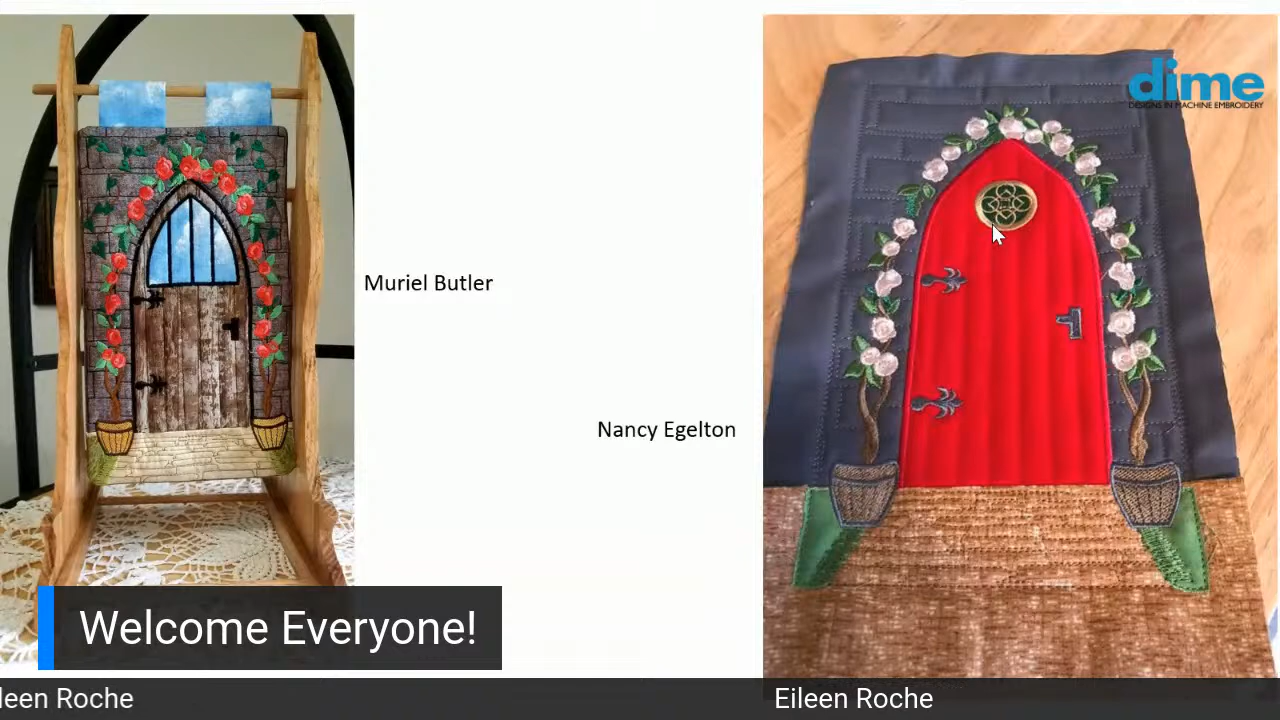 dime
DESIGNS IN MACHINE EMBROIDERY
Muriel Butler
Nancy Egelton
Welcome Everyone!
leen Roche
Eileen Roche